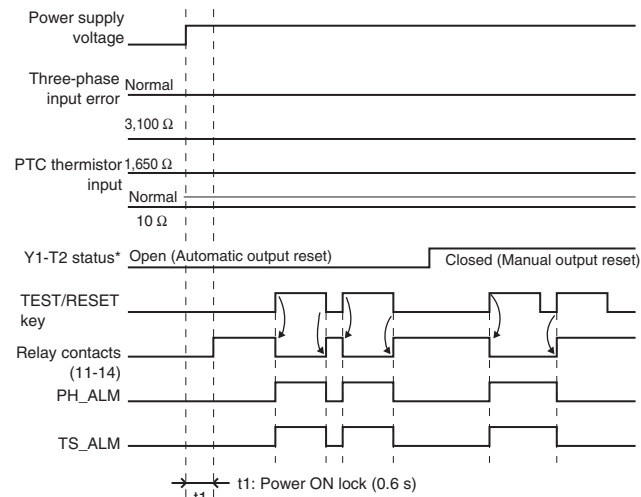 Power supply
voltage
Three-phase
input error
Normal
3,100 Ω
PTC thermistor
input
1,650 Ω
Normal
10 Ω
Y1-T2 status*
Open (Automatic output reset)
Closed (Manual output reset)
TEST/RESET
key
Relay contacts
(11-14)
PH_ALM
TS_ALM
t1: Power ON lock (0.6 s)
t1